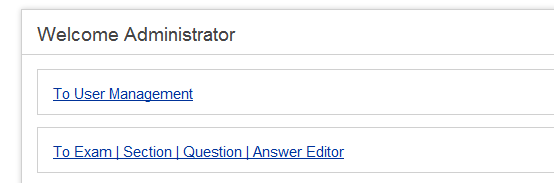 Welcome Administrator
To User Management
To Exam | Section | Question | Answer Editor